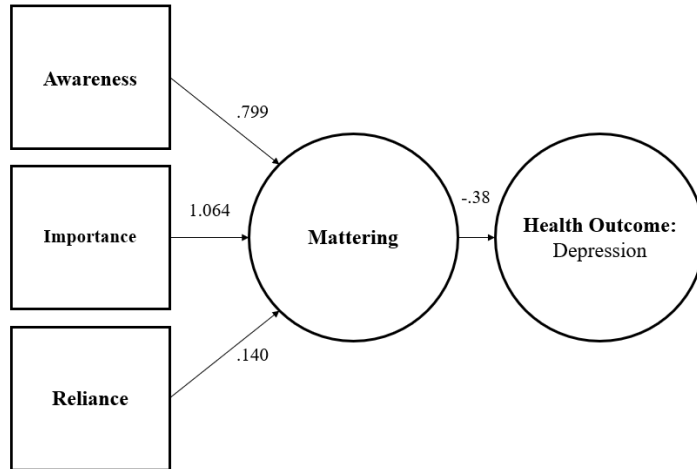 Awareness
.799
Importance
1.064
Mattering
-.38
Health Outcome:
Depression
.140
Reliance